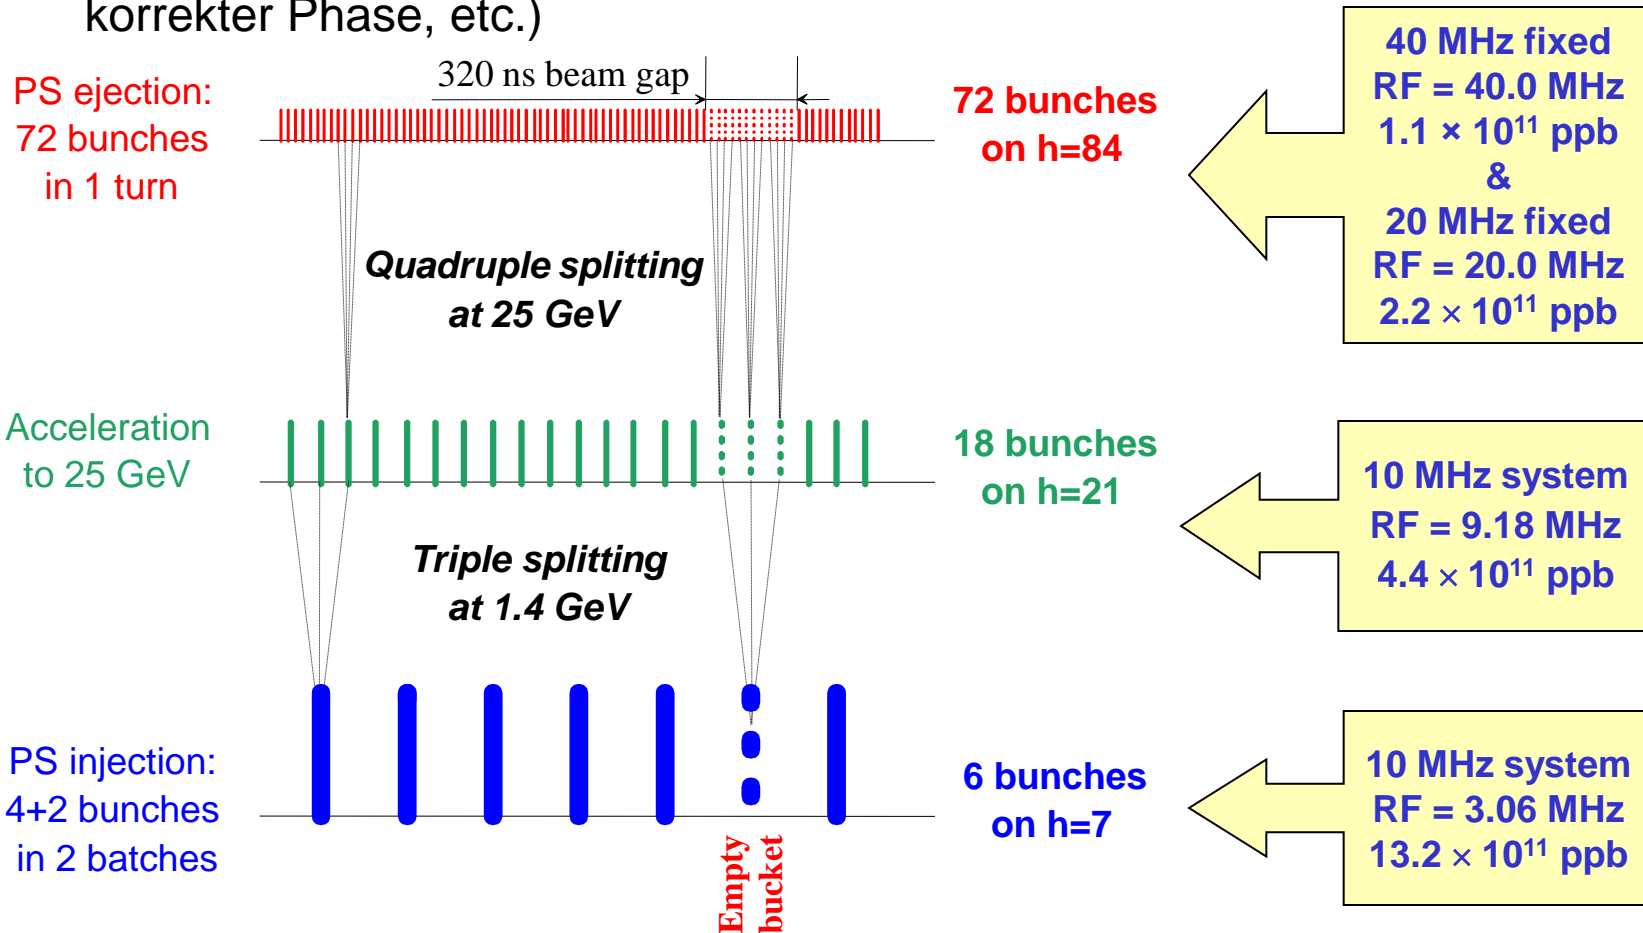 korrekter Phase, etc.)
PS ejection:
72 bunches
in 1 turn
320 ns beam gap
72 bunches
on h=84
40 MHz fixed
RF = 40.0 MHz
1.1 × 10¹¹ ppb
&
20 MHz fixed
RF = 20.0 MHz
2.2 × 10¹¹ ppb
Quadruple splitting
at 25 GeV
Acceleration
to 25 GeV
18 bunches
on h=21
10 MHz system
RF = 9.18 MHz
4.4 × 10¹¹ ppb
Triple splitting
at 1.4 GeV
PS injection:
4+2 bunches
in 2 batches
6 bunches
on h=7
10 MHz system
RF = 3.06 MHz
13.2 × 10¹¹ ppb
Empty
bucket